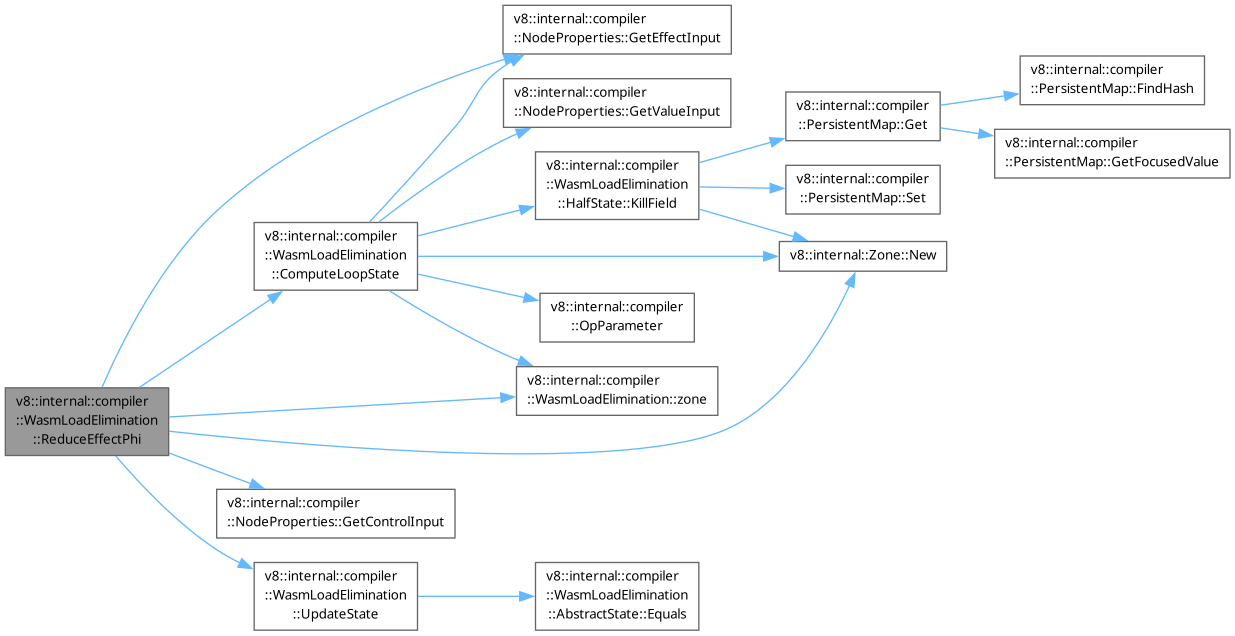 v8::internal::compiler
::NodeProperties::GetEffectInput
v8::internal::compiler
::NodeProperties::GetValueInput
v8::internal::compiler
::PersistentMap::FindHash
v8::internal::compiler
::PersistentMap::Get
v8::internal::compiler
::PersistentMap::GetFocusedValue
v8::internal::compiler
::WasmLoadElimination
::HalfState::KillField
v8::internal::compiler
::PersistentMap::Set
v8::internal::compiler
::WasmLoadElimination
::ComputeLoopState
v8::internal::Zone::New
v8::internal::compiler
::OpParameter
v8::internal::compiler
::WasmLoadElimination::zone
v8::internal::compiler
::WasmLoadElimination
::ReduceEffectPhi
v8::internal::compiler
::NodeProperties::GetControlInput
v8::internal::compiler
::WasmLoadElimination
::UpdateState
v8::internal::compiler
::WasmLoadElimination
::AbstractState::Equals